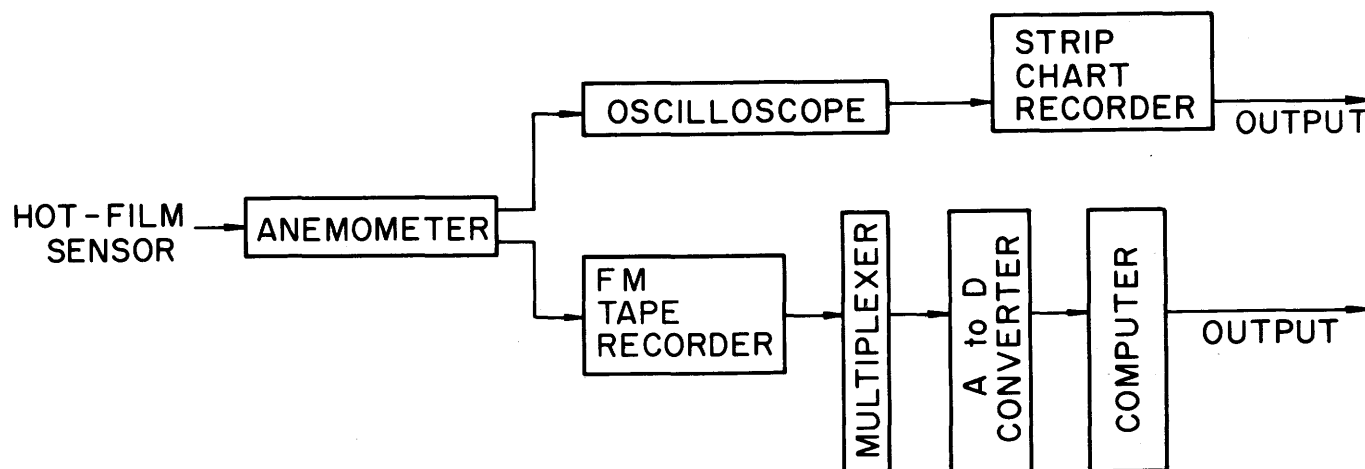 STRIP
CHART
RECORDER
OSCILLOSCOPE
OUTPUT
HOT-FILM
SENSOR
ANEMOMETER
FM
TAPE
RECORDER
MULTIPLEXER
A to D
CONVERTER
COMPUTER
OUTPUT